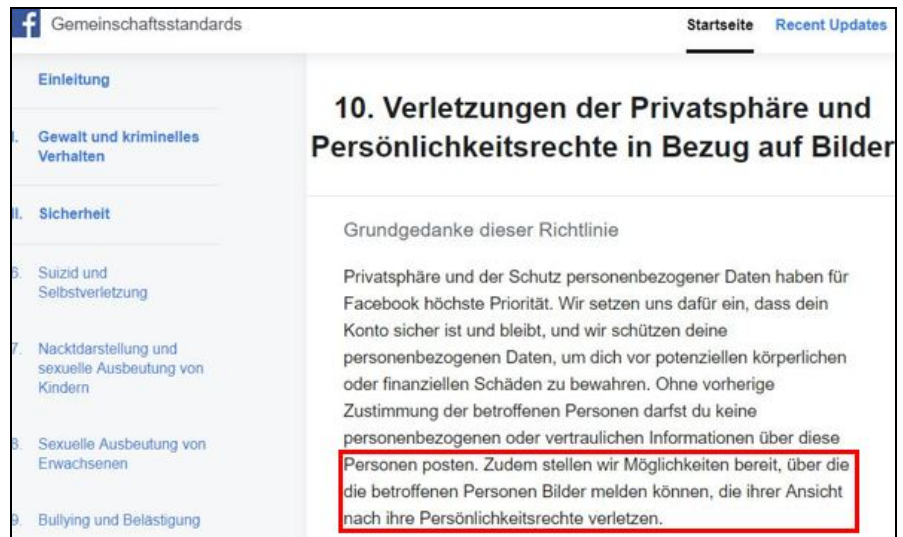 f Gemeinschaftsstandards
Startseite Recent Updates
Einleitung
I. Gewalt und kriminelles
Verhalten
II. Sicherheit
6. Suizid und
Selbstverletzung
7. Nacktdarstellung und
sexuelle Ausbeutung von
Kindern
8. Sexuelle Ausbeutung von
Erwachsenen
9. Bullying und Belästigung
10. Verletzungen der Privatsphäre und
Persönlichkeitsrechte in Bezug auf Bilder
Grundgedanke dieser Richtlinie
Privatsphäre und der Schutz personenbezogener Daten haben für
Facebook höchste Priorität. Wir setzen uns dafür ein, dass dein
Konto sicher ist und bleibt, und wir schützen deine
personenbezogenen Daten, um dich vor potenziellen körperlichen
oder finanziellen Schäden zu bewahren. Ohne vorherige
Zustimmung der betroffenen Personen darfst du keine
personenbezogenen oder vertraulichen Informationen über diese
Personen posten. Zudem stellen wir Möglichkeiten bereit, über die
die betroffenen Personen Bilder melden können, die ihrer Ansicht
nach ihre Persönlichkeitsrechte verletzen.